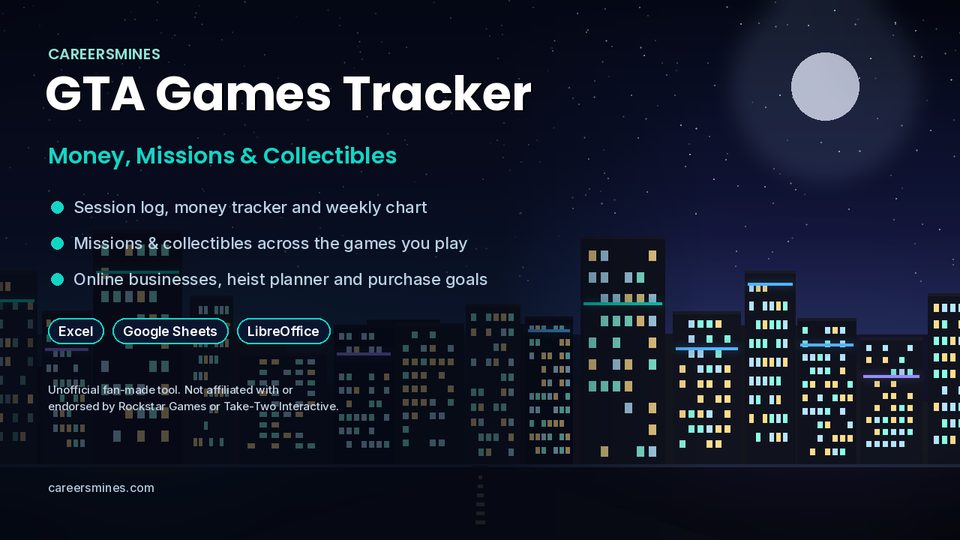 CAREERSMINES
GTA Games Tracker
Money, Missions & Collectibles
Session log, money tracker and weekly chart
Missions & collectibles across the games you play
Online businesses, heist planner and purchase goals
Excel Google Sheets LibreOffice
Unofficial fan-made tool. Not affiliated with or
endorsed by Rockstar Games or Take-Two Interactive.
careersmines.com